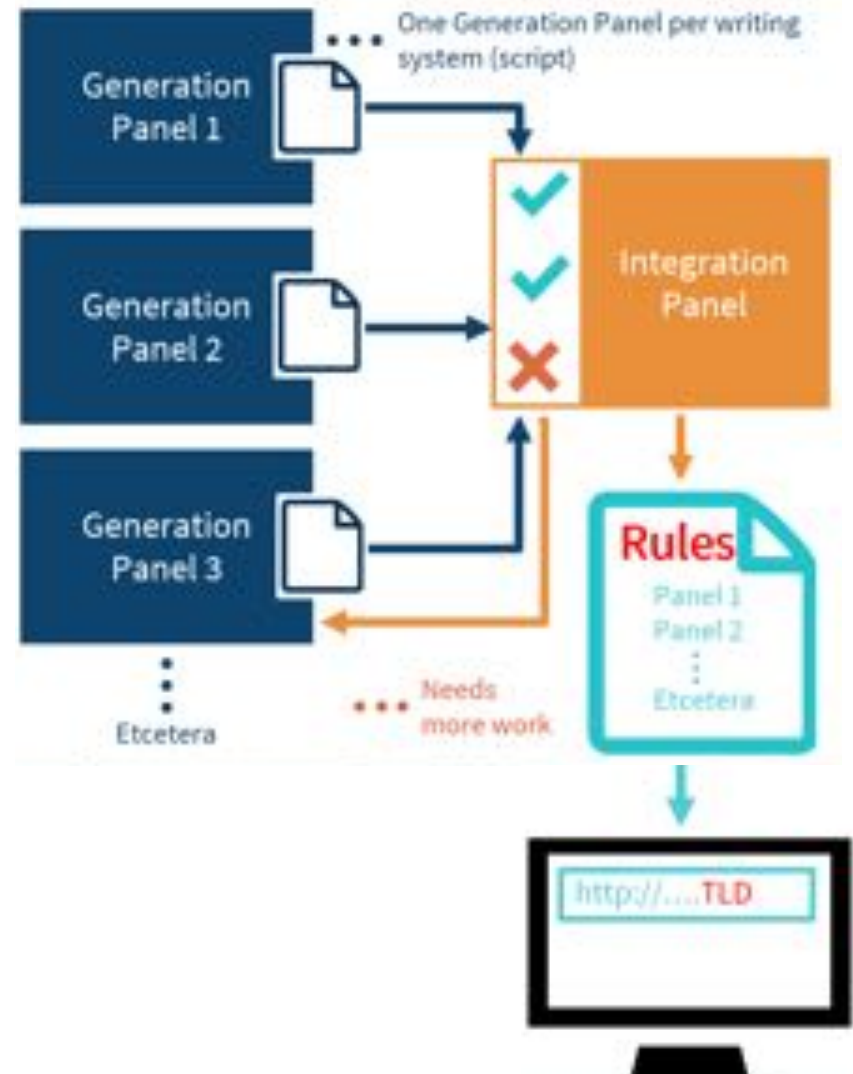 One Generation Panel per writing
system (script)
Generation
Panel 1
Generation
Panel 2
Generation
Panel 3
Etcetera
Integration
Panel
Needs
more work
Rules
Panel 1
Panel 2
Etcetera
http://....TLD